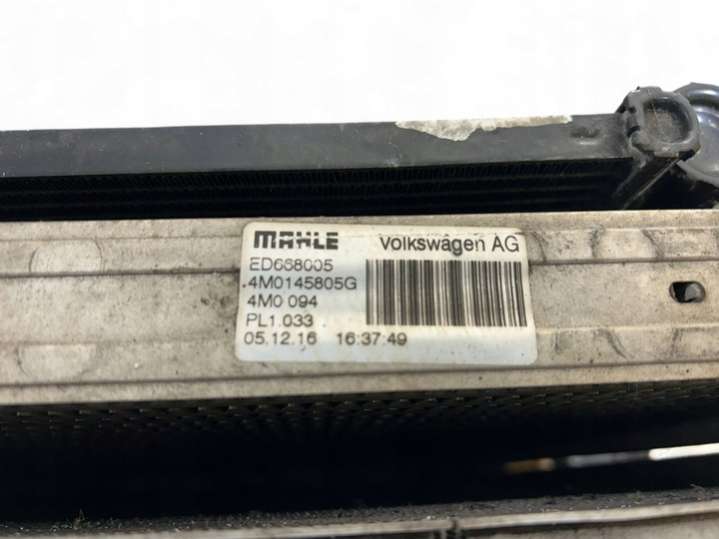 MAHLE Volkswagen AG
ED668005
4M0145805G
4M0 094
PL1.033
05.12.16 16:37:49